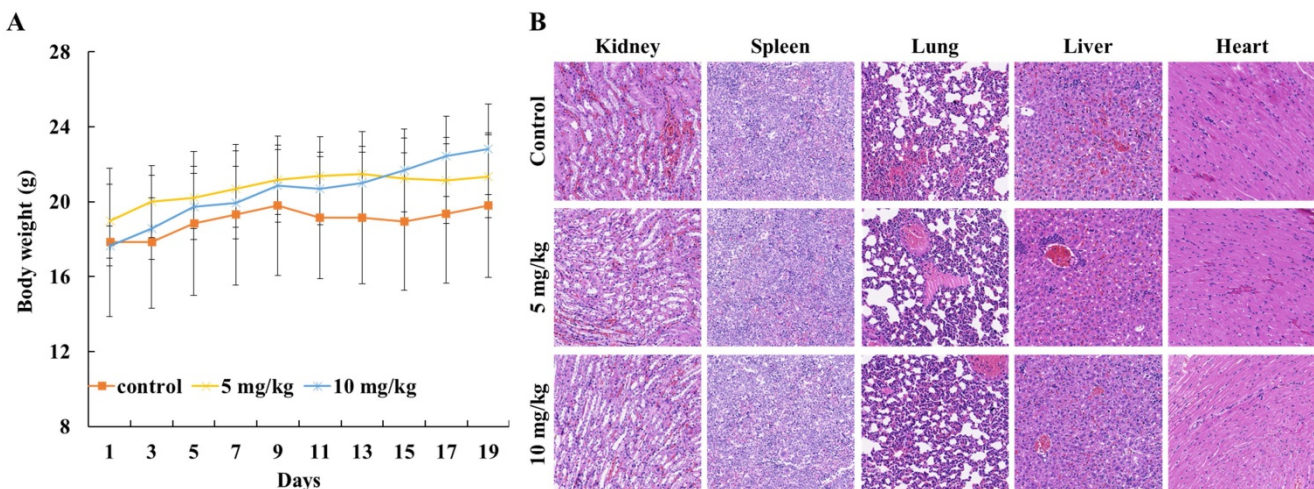 A
28
24
20
16
12
8
Body weight (g)
control 5 mg/kg 10 mg/kg
1 3 5 7 9 11 13 15 17 19
Days
B
Kidney Spleen Lung Liver Heart
Control
5 mg/kg
10 mg/kg